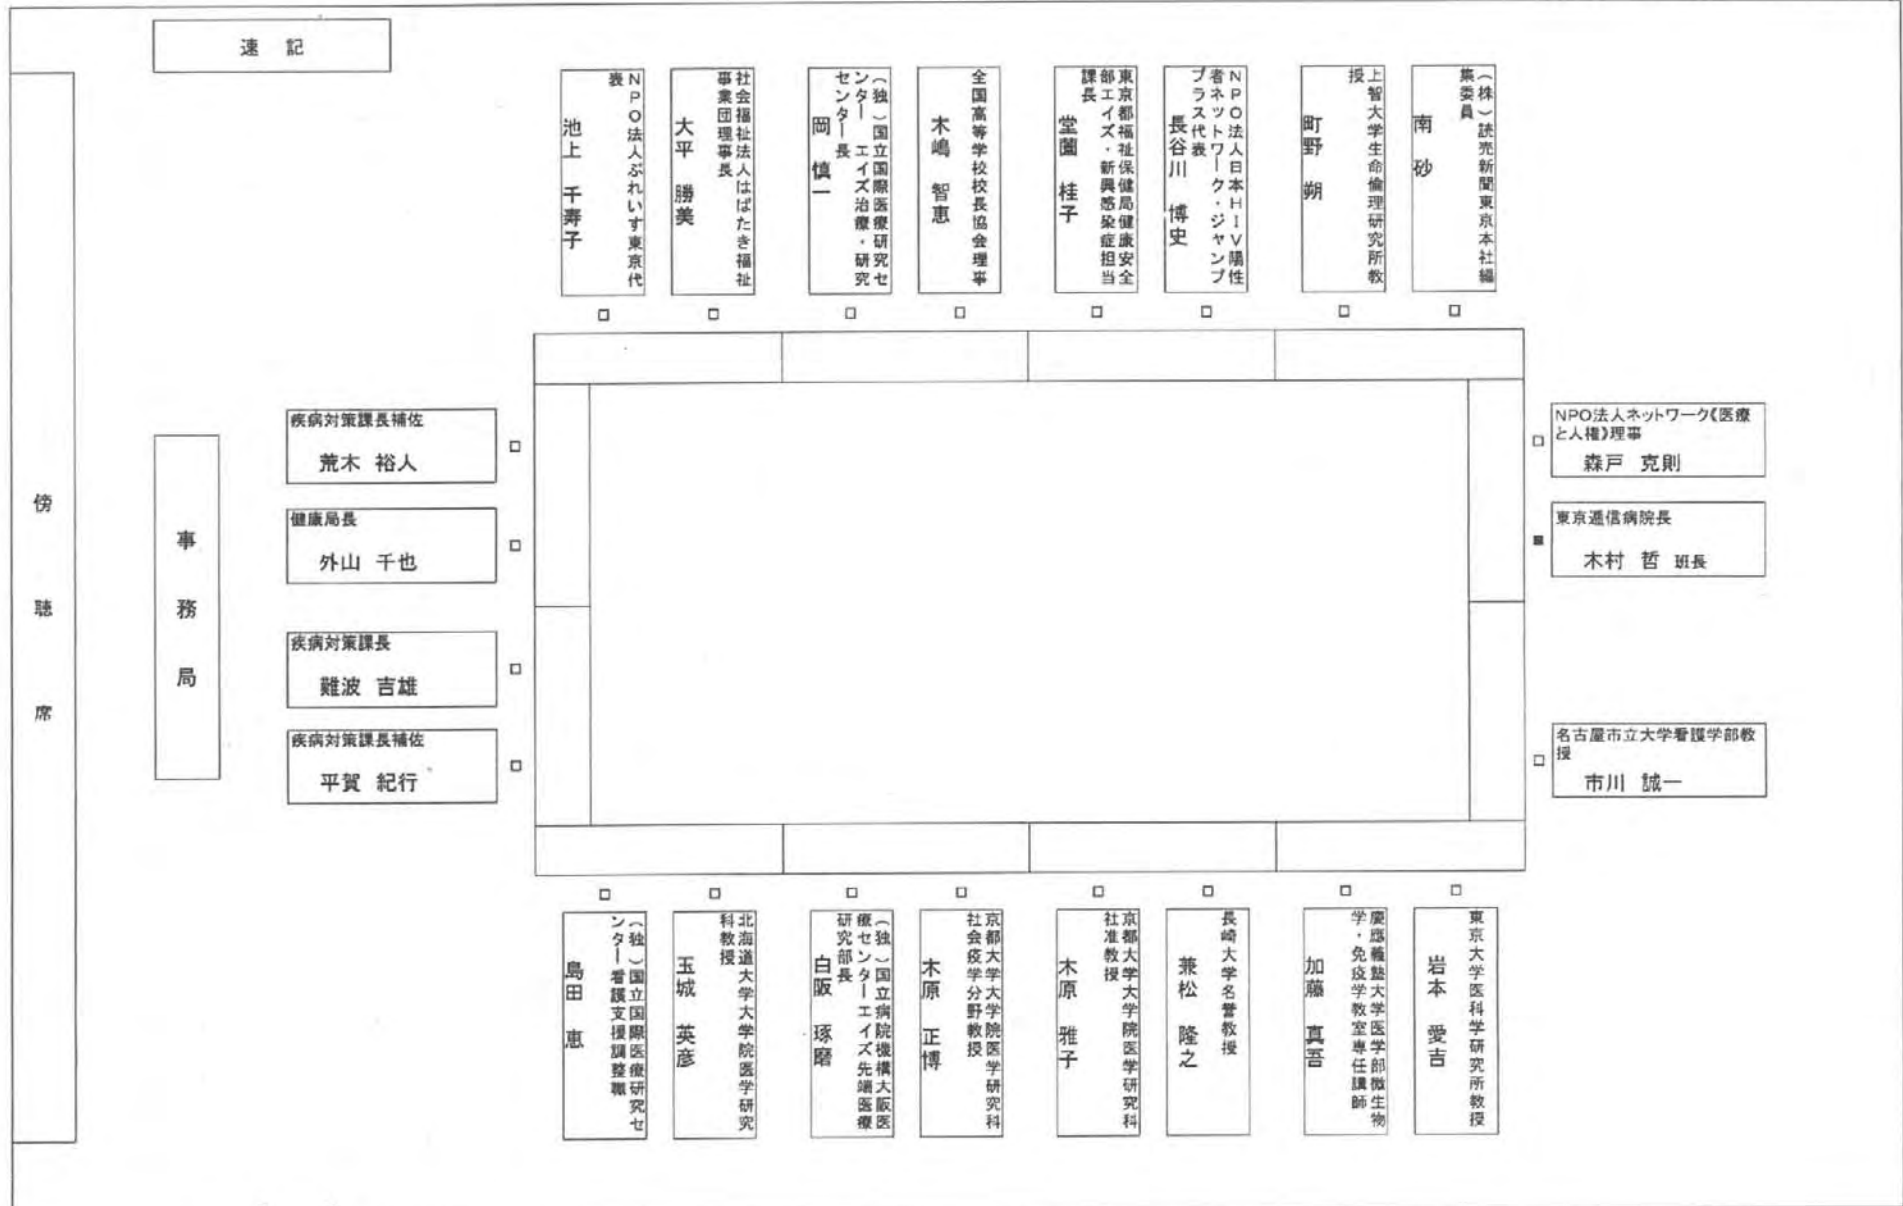 速 記
NPO法人ぷれいす東京代
表
池上 千寿子
社会福祉法人はばたき福祉
事業団理事長
大平 勝美
(独)国立国際医療研究セ
ンター エイズ治療・研究
センター長
岡 慎一
全国高等学校校長協会理事
木嶋 智恵
東京都福祉保健局健康安全
部エイズ・新興感染症担当
課長
堂薗 桂子
NPO法人日本HIV陽性
者ネットワーク・ジャンプ
プラス代表
長谷川 博史
上智大学生命倫理研究所教
授
町野 朔
(株)読売新聞東京本社編
集委員
南 砂
傍聴席
事務局
疾病対策課長補佐
荒木 裕人
健康局長
外山 千也
疾病対策課長
難波 吉雄
疾病対策課長補佐
平賀 紀行
NPO法人ネットワーク《医療
と人権》理事
森戸 克則
東京逓信病院長
木村 哲 班長
名古屋市立大学看護学部教
授
市川 誠一
(独)国立国際医療研究セ
ンター看護支援調整職
島田 恵
北海道大学大学院医学研究
科教授
玉城 英彦
(独)国立病院機構大阪医
療センターエイズ先端医療
研究部長
白阪 琢磨
京都大学大学院医学研究科
社会疫学分野教授
木原 正博
京都大学大学院医学研究科
社准教授
木原 雅子
長崎大学名誉教授
兼松 隆之
慶應義塾大学医学部微生物
学・免疫学教室専任講師
加藤 真吾
東京大学医科学研究所教授
岩本 愛吉